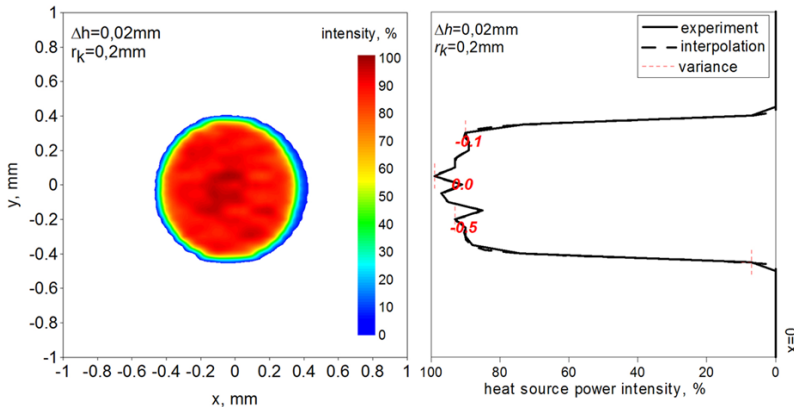 Δh=0,02mm
r_k=0,2mm
intensity, %
100
90
80
70
60
50
40
30
20
10
0
1
0.8
0.6
0.4
0.2
0
-0.2
-0.4
-0.6
-0.8
-1
y, mm
-1 -0.8 -0.6 -0.4 -0.2 0 0.2 0.4 0.6 0.8 1
x, mm
Δh=0,02mm
r_k=0,2mm
experiment
interpolation
variance
-0.1
0.0
-0.5
100 80 60 40 20 0
heat source power intensity, %
x=0